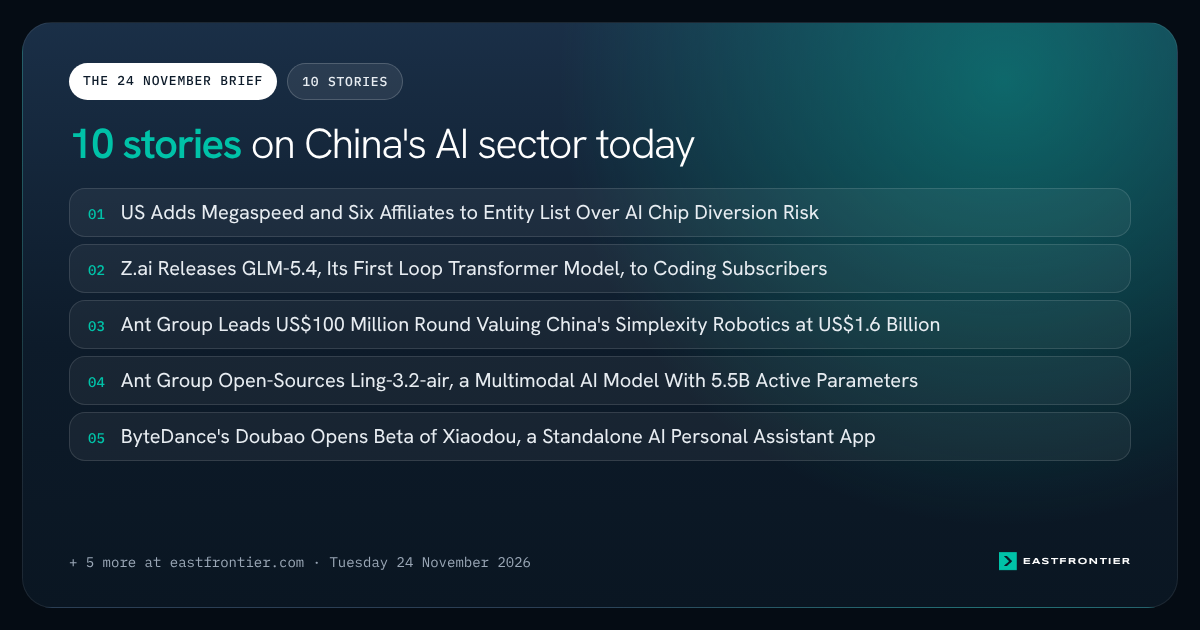 THE 24 NOVEMBER BRIEF
10 STORIES
10 stories on China's AI sector today
01 US Adds Megaspeed and Six Affiliates to Entity List Over AI Chip Diversion Risk
02 Z.ai Releases GLM-5.4, Its First Loop Transformer Model, to Coding Subscribers
03 Ant Group Leads US$100 Million Round Valuing China's Simplexity Robotics at US$1.6 Billion
04 Ant Group Open-Sources Ling-3.2-air, a Multimodal AI Model With 5.5B Active Parameters
05 ByteDance's Doubao Opens Beta of Xiaodou, a Standalone AI Personal Assistant App
+ 5 more at eastfrontier.com · Tuesday 24 November 2026
EASTFRONTIER